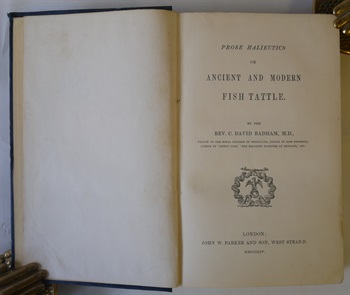 PROSE HALIEUTICS
OR
ANCIENT AND MODERN
FISH TATTLE.
BY THE
REV. C. DAVID BADHAM, M.D.,
LONDON:
JOHN W. PARKER AND SON, WEST STRAND.
MDCCCLIV.